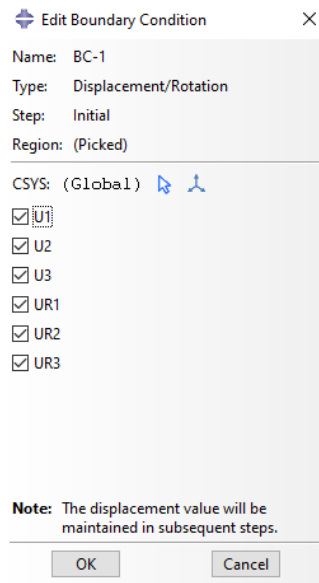 Edit Boundary Condition
Name: BC-1
Type: Displacement/Rotation
Step: Initial
Region: (Picked)
CSYS: (Global)
U1
U2
U3
UR1
UR2
UR3
Note: The displacement value will be
maintained in subsequent steps.
OK Cancel